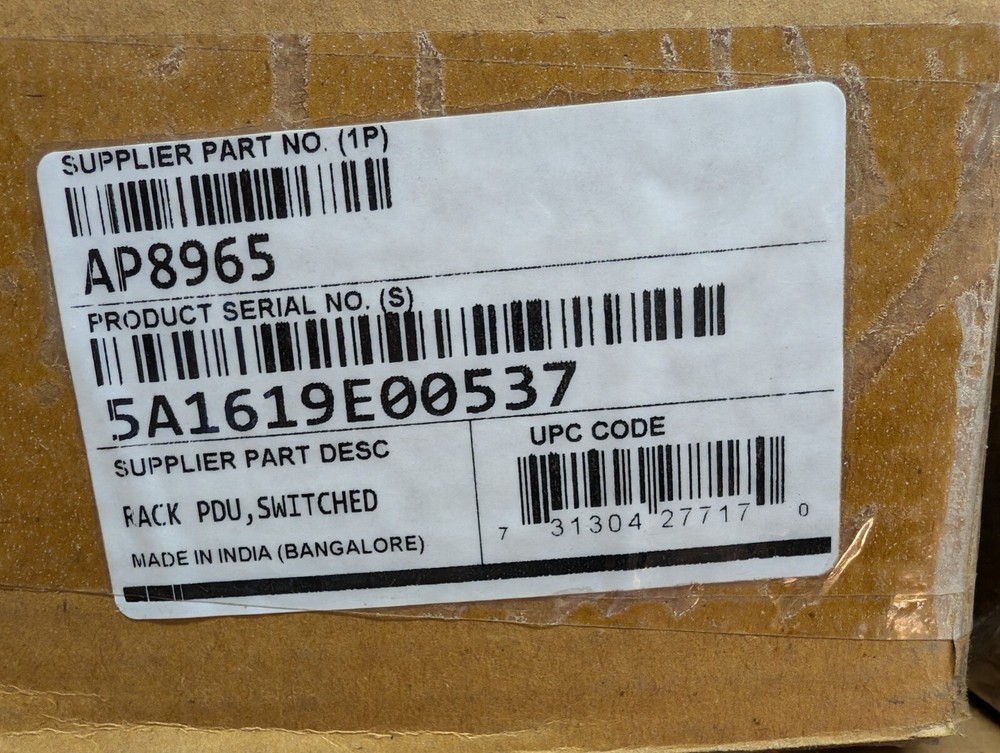 SUPPLIER PART NO. (1P)
AP8965
PRODUCT SERIAL NO. (S)
5A1619E00537
SUPPLIER PART DESC
RACK PDU,SWITCHED
MADE IN INDIA (BANGALORE)
UPC CODE
7 31304 27717 0